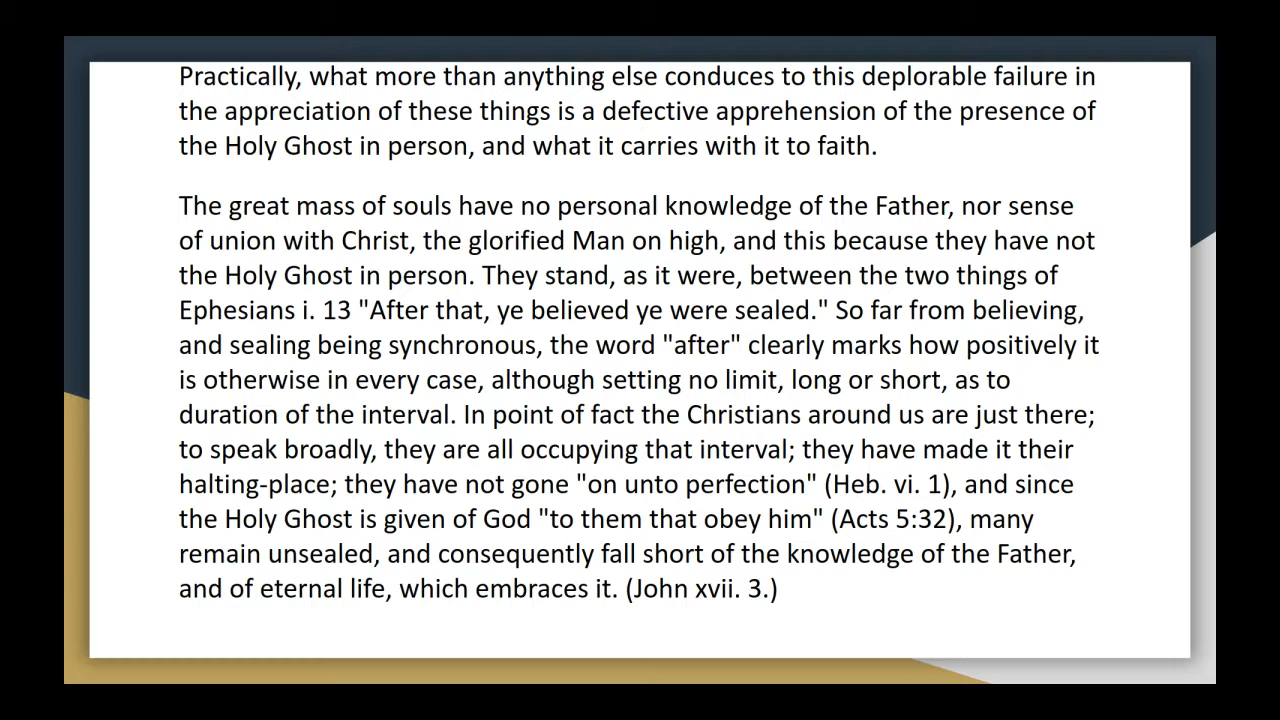 Practically, what more than anything else conduces to this deplorable failure in
the appreciation of these things is a defective apprehension of the presence of
the Holy Ghost in person, and what it carries with it to faith.
The great mass of souls have no personal knowledge of the Father, nor sense
of union with Christ, the glorified Man on high, and this because they have not
the Holy Ghost in person. They stand, as it were, between the two things of
Ephesians i. 13 "After that, ye believed ye were sealed." So far from believing,
and sealing being synchronous, the word "after" clearly marks how positively it
is otherwise in every case, although setting no limit, long or short, as to
duration of the interval. In point of fact the Christians around us are just there;
to speak broadly, they are all occupying that interval; they have made it their
halting-place; they have not gone "on unto perfection" (Heb. vi. 1), and since
the Holy Ghost is given of God "to them that obey him" (Acts 5:32), many
remain unsealed, and consequently fall short of the knowledge of the Father,
and of eternal life, which embraces it. (John xvii. 3.)